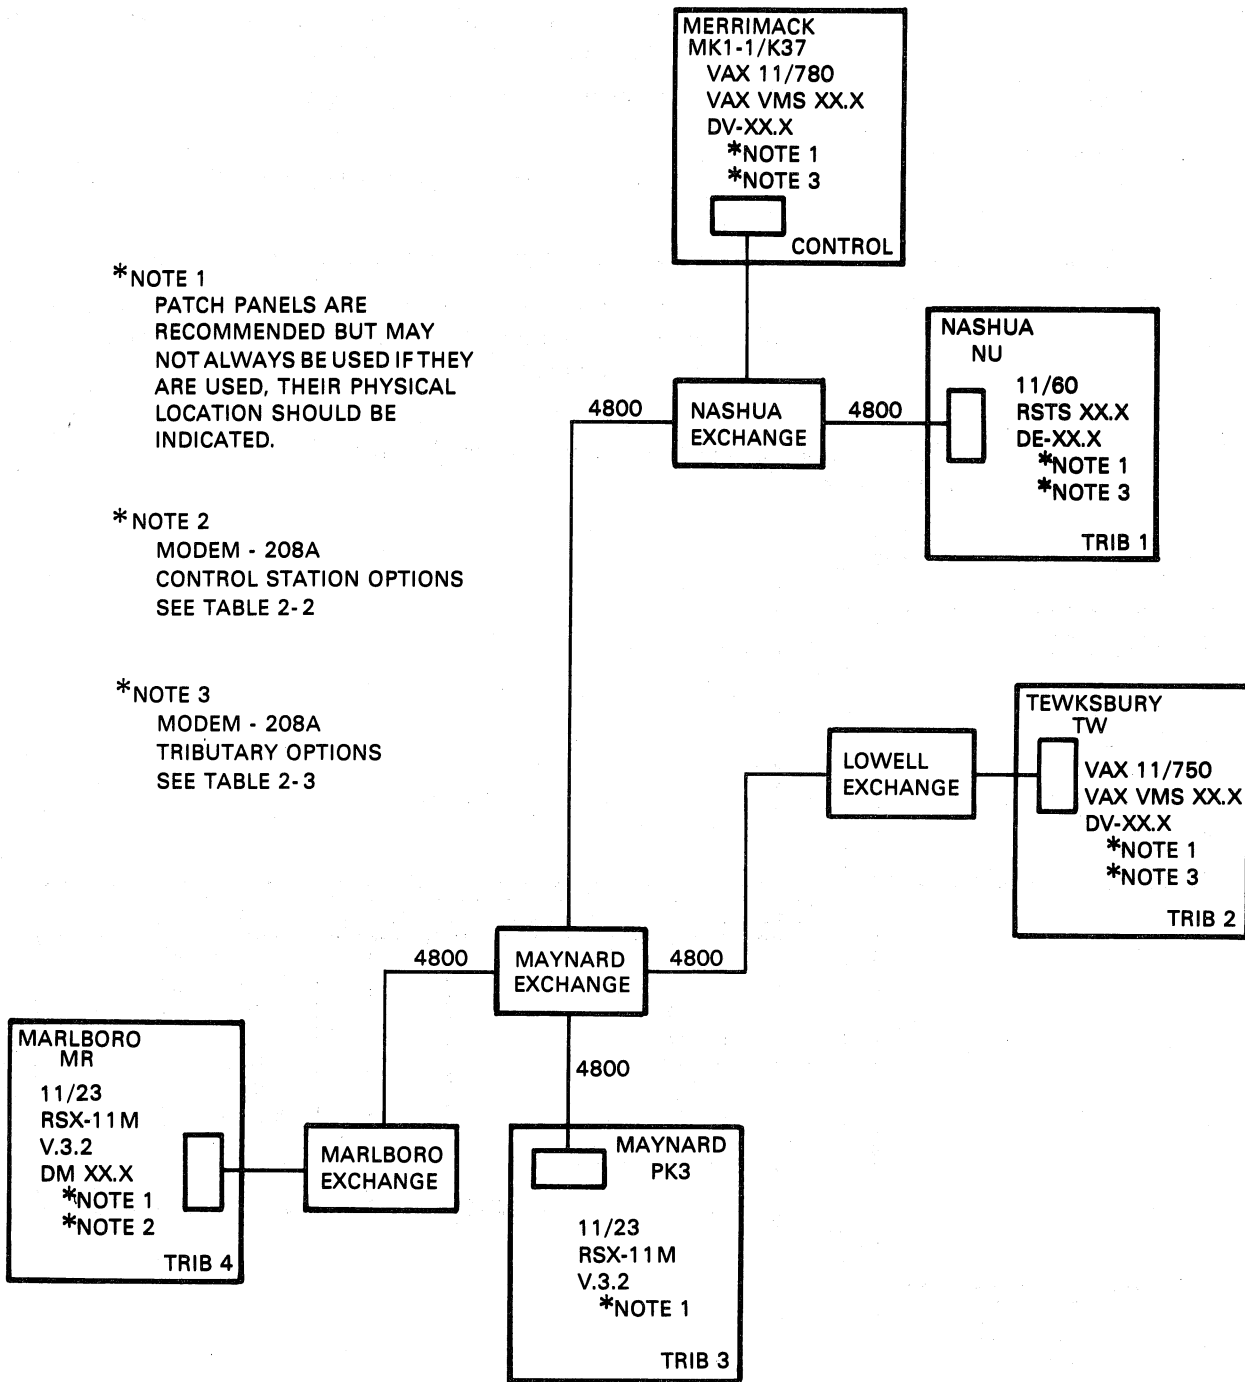 MERRIMACK
MK1-1/K37
VAX 11/780
VAX VMS XX.X
DV-XX.X
*NOTE 1
*NOTE 3
CONTROL
*NOTE 1
PATCH PANELS ARE
RECOMMENDED BUT MAY
NOT ALWAYS BE USED IF THEY
ARE USED, THEIR PHYSICAL
LOCATION SHOULD BE
INDICATED.
*NOTE 2
MODEM - 208A
CONTROL STATION OPTIONS
SEE TABLE 2-2
*NOTE 3
MODEM - 208A
TRIBUTARY OPTIONS
SEE TABLE 2-3
4800
NASHUA
EXCHANGE
4800
NASHUA
NU
11/60
RSTS XX.X
DE-XX.X
*NOTE 1
*NOTE 3
TRIB 1
LOWELL
EXCHANGE
TEWKSBURY
TW
VAX 11/750
VAX VMS XX.X
DV-XX.X
*NOTE 1
*NOTE 3
TRIB 2
4800
MAYNARD
EXCHANGE
4800
4800
MARLBORO
MR
11/23
RSX-11M
V.3.2
DM XX.X
*NOTE 1
*NOTE 2
TRIB 4
MARLBORO
EXCHANGE
MAYNARD
PK3
11/23
RSX-11M
V.3.2
*NOTE 1
TRIB 3